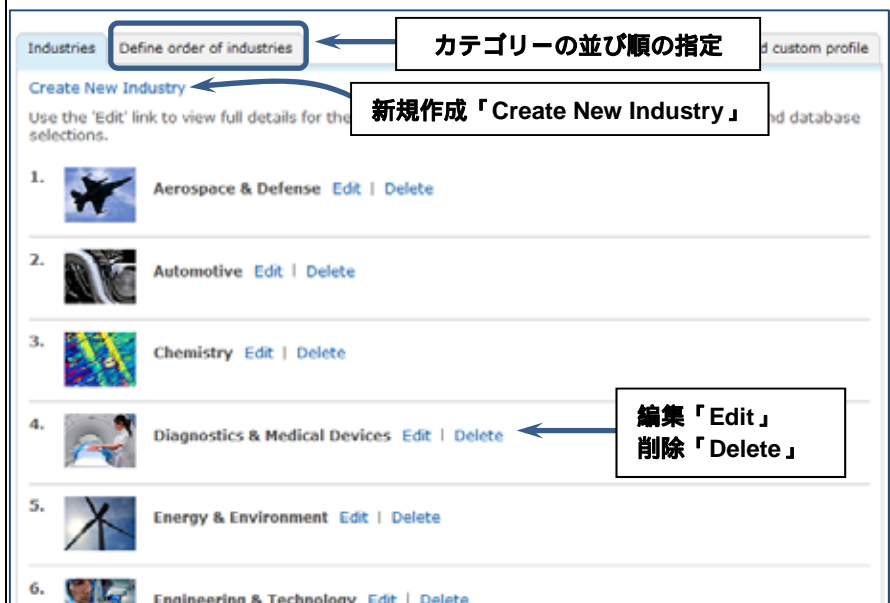 Industries
Define order of industries
カテゴリーの並び順の指定
d custom profile
Create New Industry
新規作成「Create New Industry」
Use the 'Edit' link to view full details for the
nd database
selections.
1.
Aerospace & Defense Edit | Delete
2.
Automotive Edit | Delete
3.
Chemistry Edit | Delete
4.
Diagnostics & Medical Devices Edit | Delete
編集「Edit」
削除「Delete」
5.
Energy & Environment Edit | Delete
6.
Engineering & Technology Edit | Delete